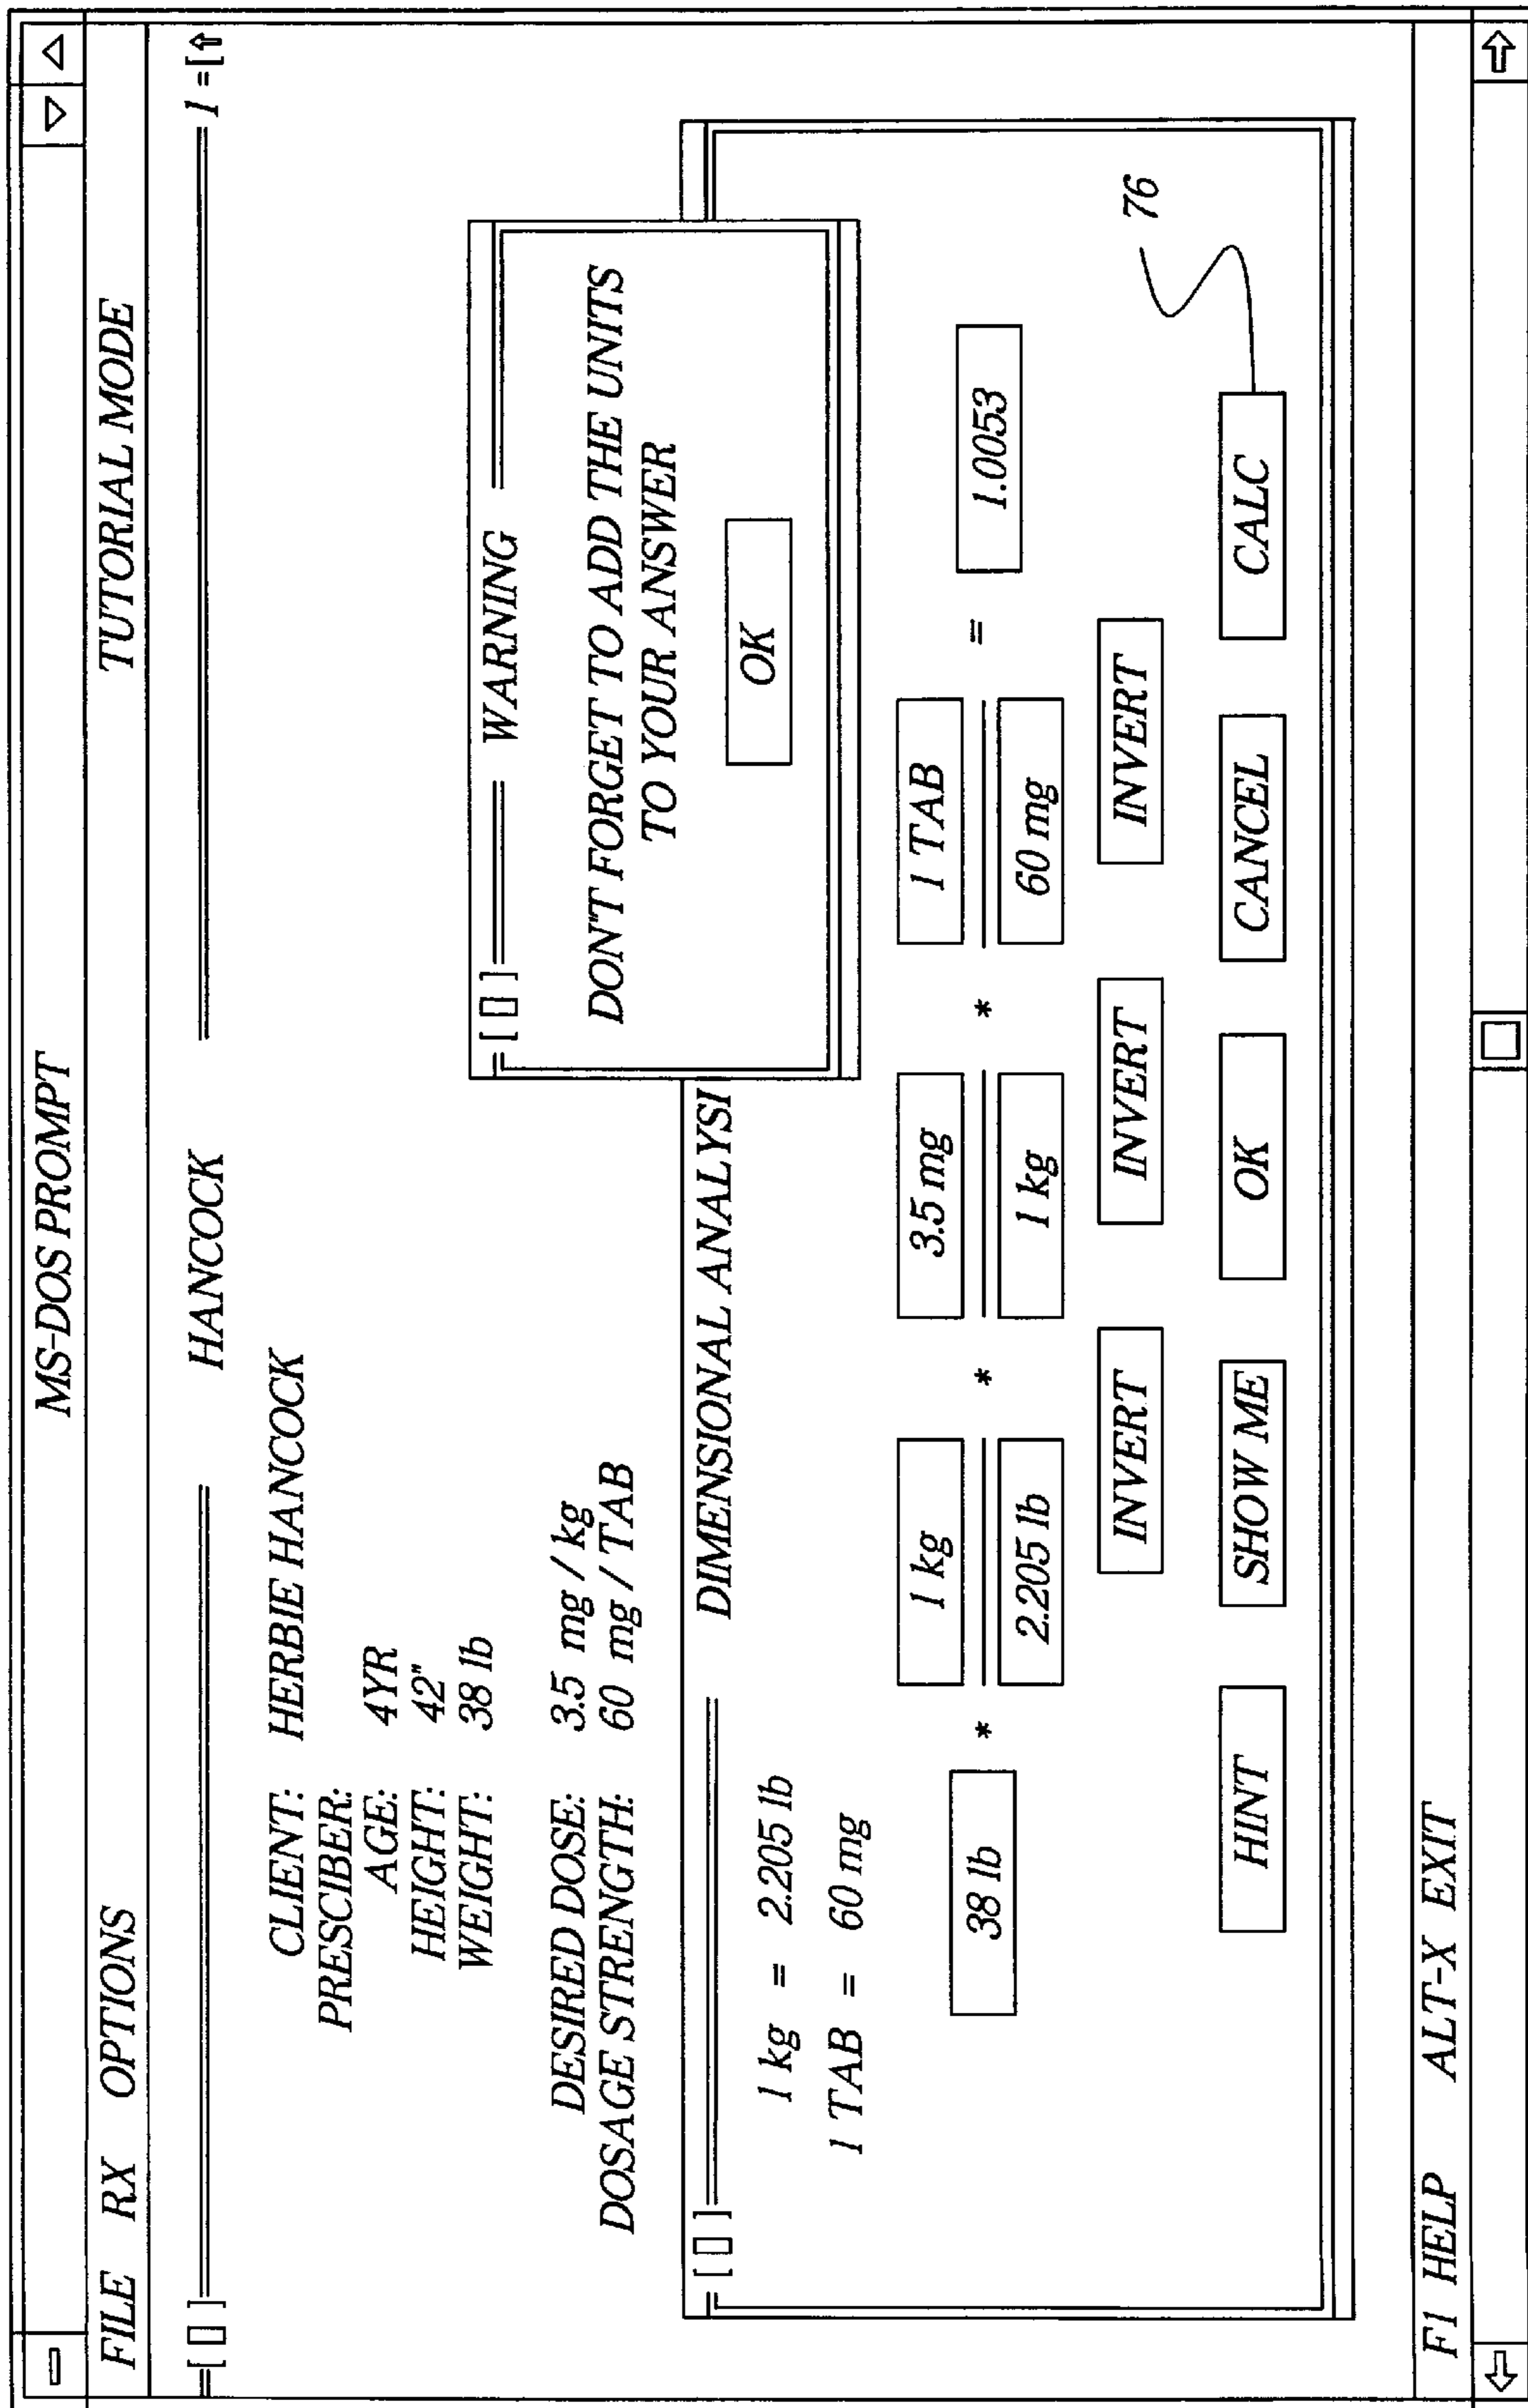 MS-DOS PROMPT
FILE RX OPTIONS TUTORIAL MODE
=[▯] HANCOCK 1=[⇧
CLIENT: HERBIE HANCOCK
PRESCIBER:
AGE: 4YR
HEIGHT: 42"
WEIGHT: 38 lb
DESIRED DOSE: 3.5 mg / kg
DOSAGE STRENGTH: 60 mg / TAB
=[▯] WARNING
DON'T FORGET TO ADD THE UNITS
TO YOUR ANSWER
OK
=[▯] DIMENSIONAL ANALYSI
1 kg = 2.205 lb
1 TAB = 60 mg
1 kg 3.5 mg 1 TAB
38 lb * * * = 1.0053
2.205 lb 1 kg 60 mg
INVERT INVERT INVERT
76
HINT SHOW ME OK CANCEL CALC
F1 HELP ALT-X EXIT